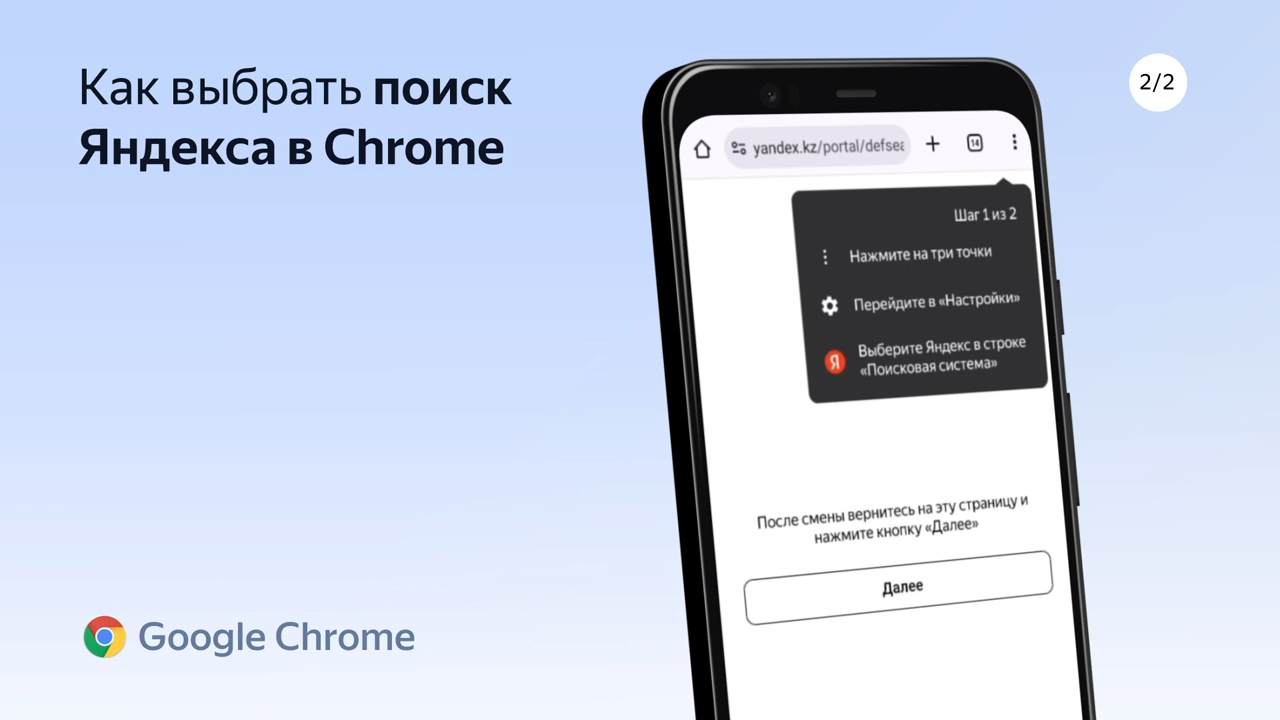 Как выбрать поиск
Яндекса в Chrome
2/2
yandex.kz/portal/defsea
14
Шаг 1 из 2
Нажмите на три точки
Перейдите в «Настройки»
Я
Выберите Яндекс в строке
«Поисковая система»
После смены вернитесь на эту страницу и
нажмите кнопку «Далее»
Далее
Google Chrome